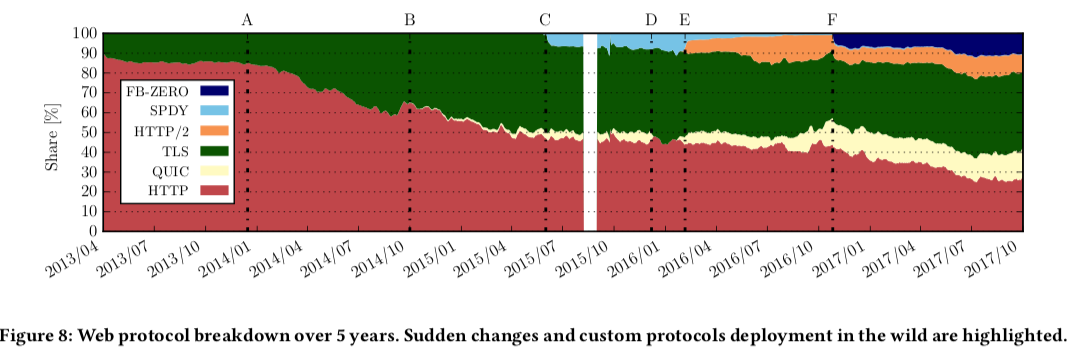 A B C D E F
100
90
80
70
60
50
40
30
20
10
0
Share [%]
FB-ZERO
SPDY
HTTP/2
TLS
QUIC
HTTP
2013/04 2013/07 2013/10 2014/01 2014/04 2014/07 2014/10 2015/01 2015/04 2015/07 2015/10 2016/01 2016/04 2016/07 2016/10 2017/01 2017/04 2017/07 2017/10
Figure 8: Web protocol breakdown over 5 years. Sudden changes and custom protocols deployment in the wild are highlighted.